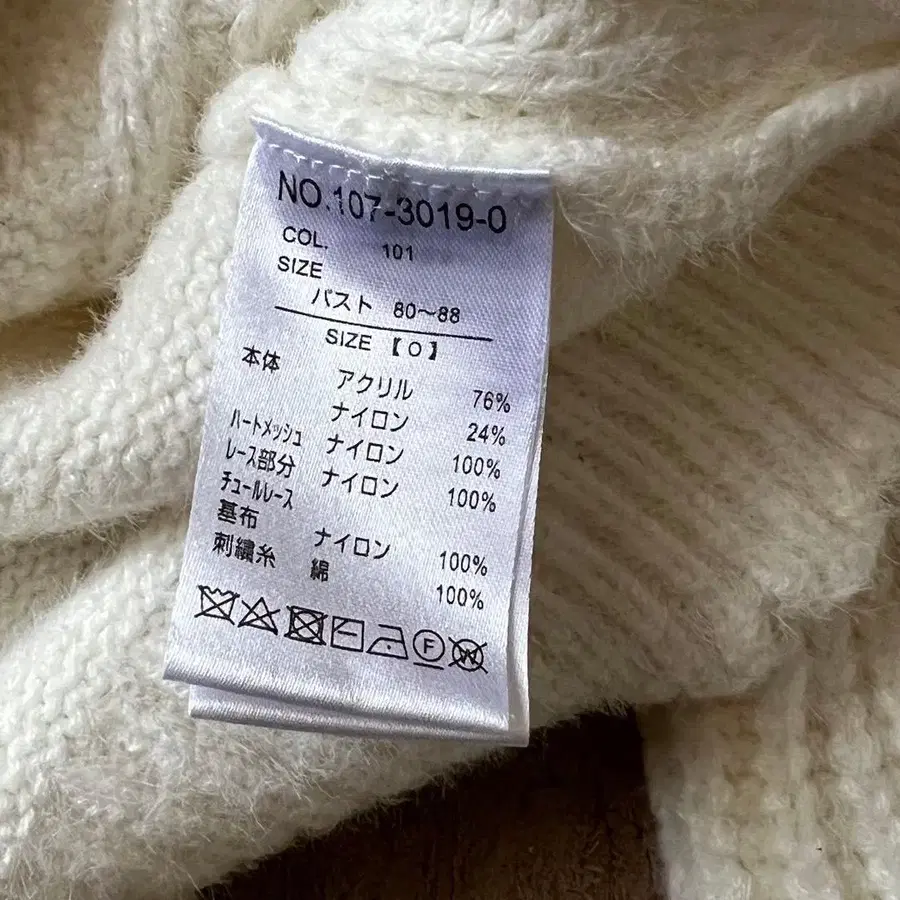 NO.107-3019-0
COL. 101
SIZE
バスト 80～88
SIZE 【O】
本体 アクリル 76%
ナイロン 24%
ハートメッシュ ナイロン 100%
レース部分 ナイロン 100%
チュールレース
基布 ナイロン 100%
刺繍糸 綿 100%
F W